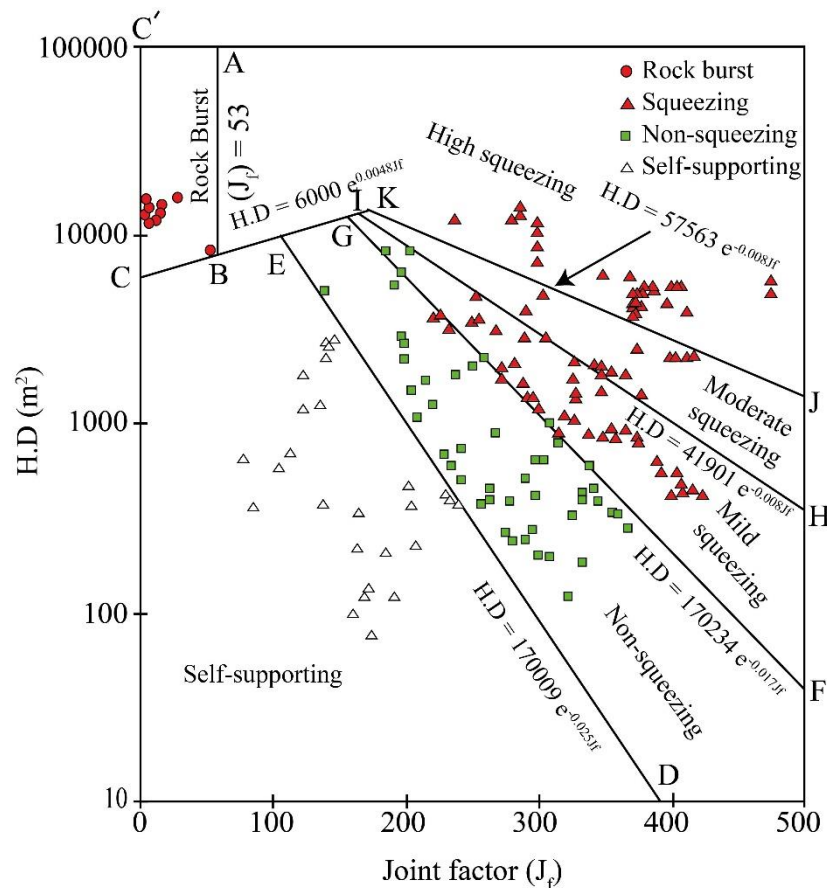 C′
100000
10000
1000
100
10
H.D (m²)
0
100
200
300
400
500
Joint factor (J_f)
Rock burst
Squeezing
Non-squeezing
Self-supporting
A
Rock Burst
(J_f) = 53
H.D = 6000 e^0.0048Jf
High squeezing
H.D = 57563 e^-0.008Jf
C
B
E
G
I
K
J
Moderate
squeezing
H.D = 41901 e^-0.008Jf
H
Mild
squeezing
H.D = 170234 e^-0.017Jf
F
Non-squeezing
H.D = 170009 e^-0.025Jf
D
Self-supporting